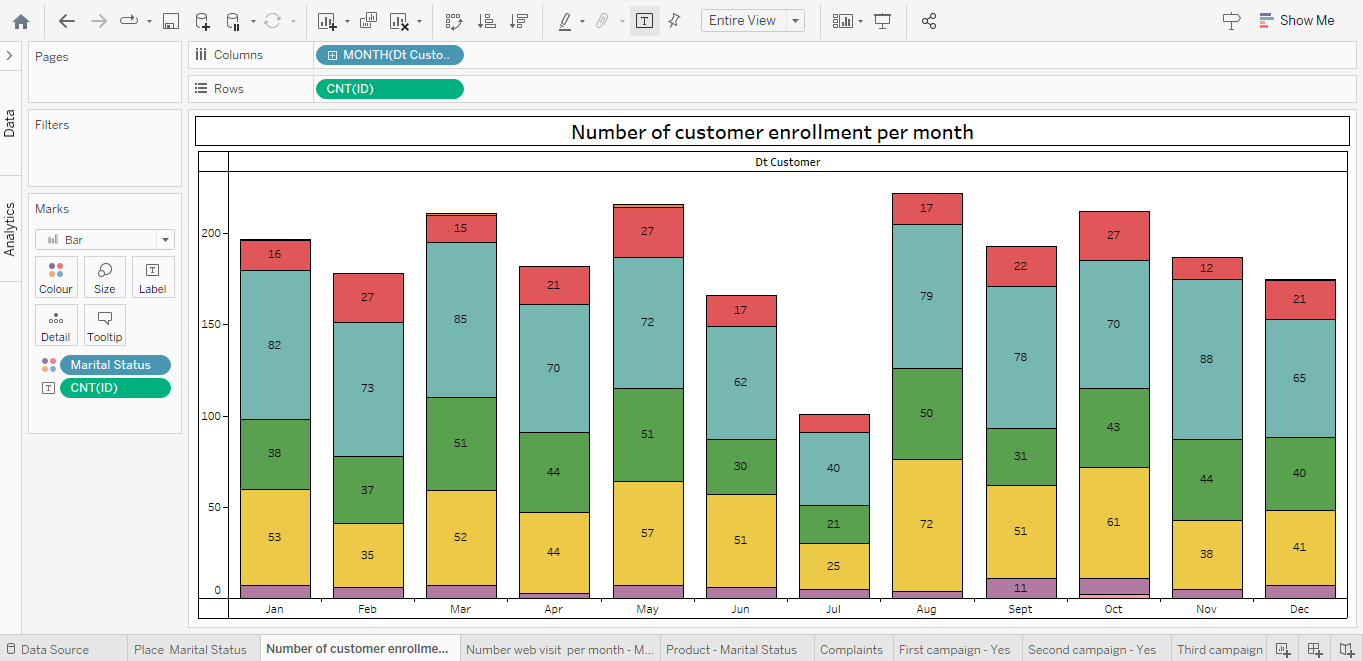 Entire View
Show Me
Pages
Columns
MONTH(Dt Custo..
Rows
CNT(ID)
Data
Analytics
Filters
Marks
Bar
Colour
Size
Label
Detail
Tooltip
Marital Status
CNT(ID)
Number of customer enrollment per month
Dt Customer
200
150
100
50
0
16
27
15
21
27
17
17
22
27
12
21
82
73
85
70
72
62
40
79
78
70
88
65
38
37
51
44
51
30
21
50
31
43
44
40
53
35
52
44
57
51
25
72
51
61
38
41
11
Jan Feb Mar Apr May Jun Jul Aug Sept Oct Nov Dec
Data Source
Place Marital Status
Number of customer enrollme...
Number web visit per month - M...
Product - Marital Status
Complaints
First campaign - Yes
Second campaign - Yes
Third campaign